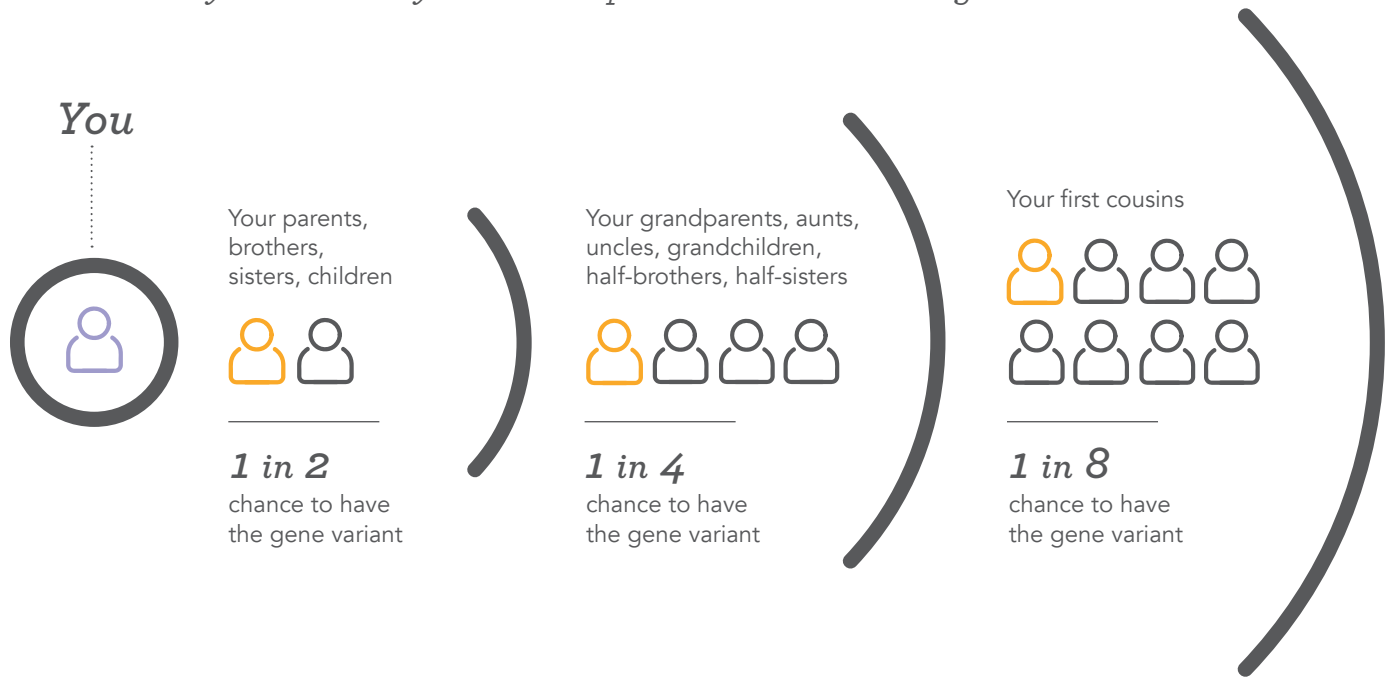 You
Your parents,
brothers,
sisters, children
1 in 2
chance to have
the gene variant
Your grandparents, aunts,
uncles, grandchildren,
half-brothers, half-sisters
1 in 4
chance to have
the gene variant
Your first cousins
1 in 8
chance to have
the gene variant